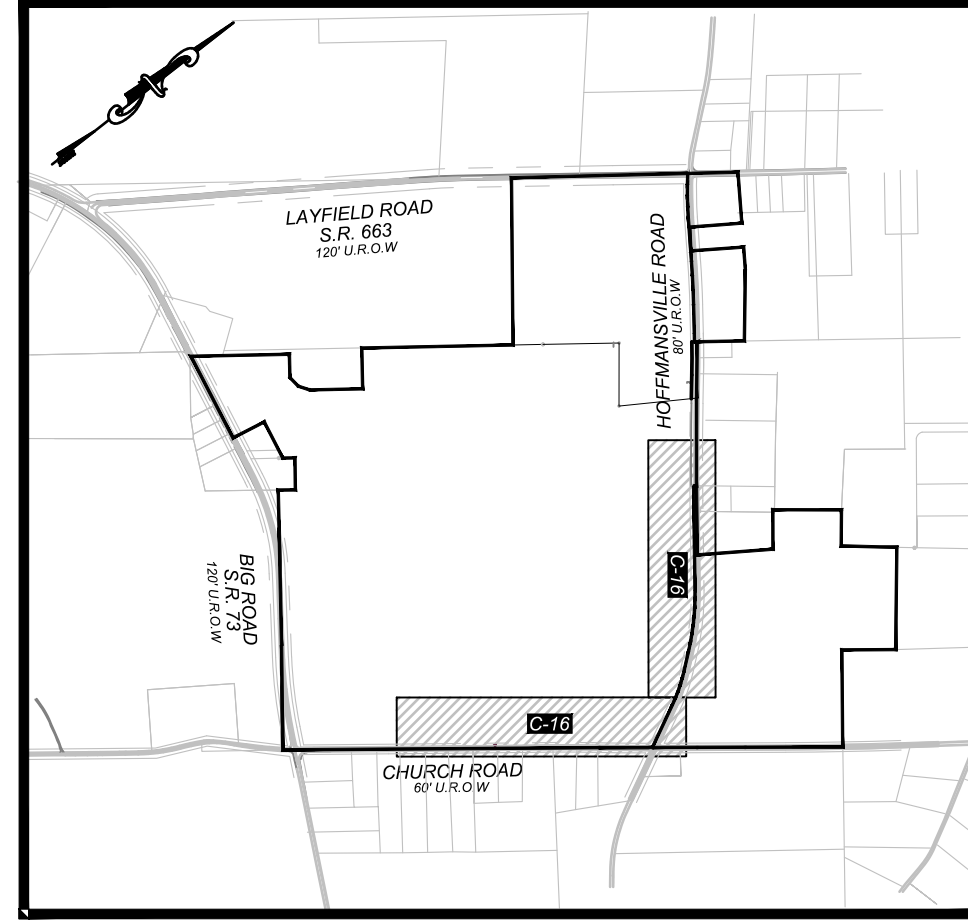 LAYFIELD ROAD
S.R. 663
120' U.R.O.W
HOFFMANSVILLE ROAD
80' U.R.O.W
C-16
BIG ROAD
S.R. 73
120' U.R.O.W
C-16
CHURCH ROAD
60' U.R.O.W